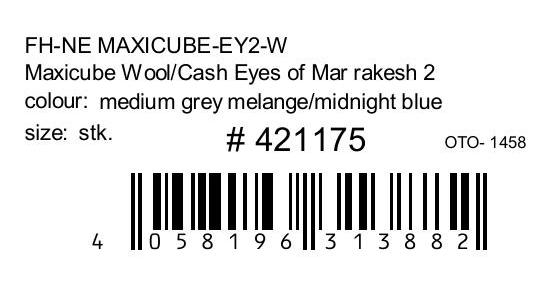 FH-NE MAXICUBE-EY2-W
Maxicube Wool/Cash Eyes of Mar rakesh 2
colour: medium grey melange/midnight blue
size: stk.
# 421175
OTO- 1458
4 058196 313882